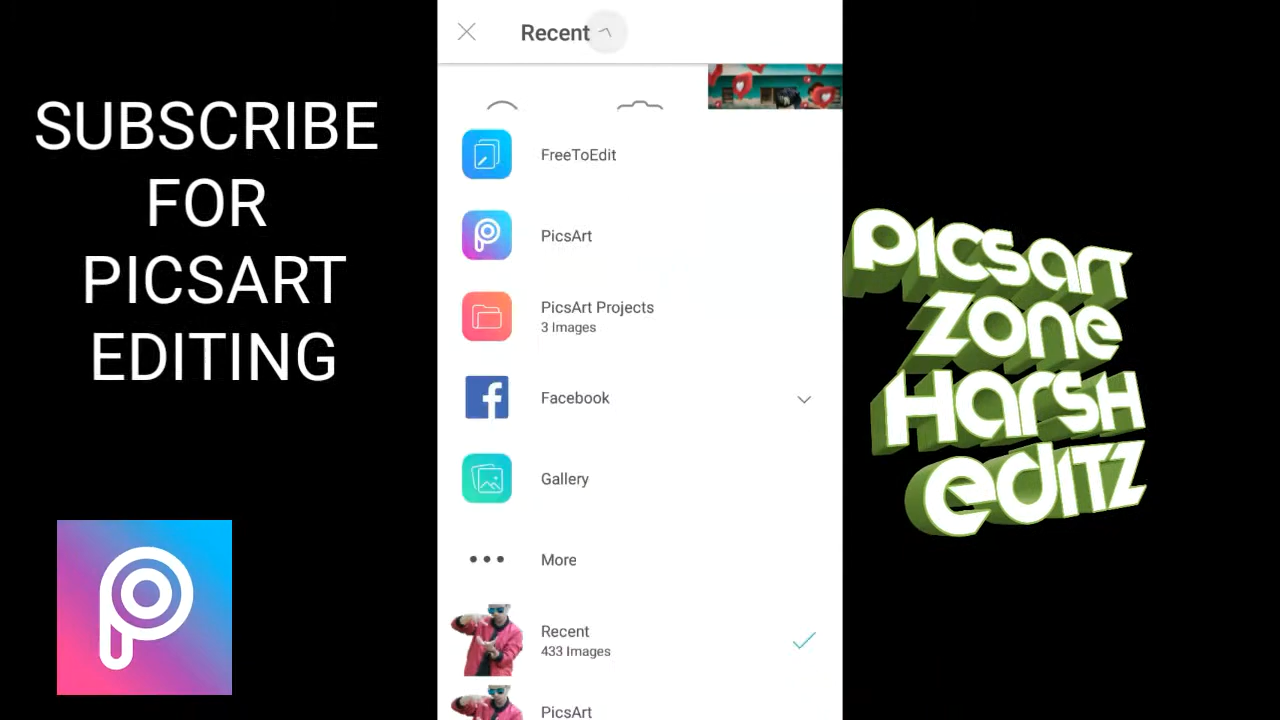 SUBSCRIBE
FOR
PICSART
EDITING
Recent
FreeToEdit
PicsArt
PicsArt Projects
3 Images
Facebook
Gallery
More
Recent
433 Images
PicsArt
PICSART
ZONE
HARSH
EDITZ